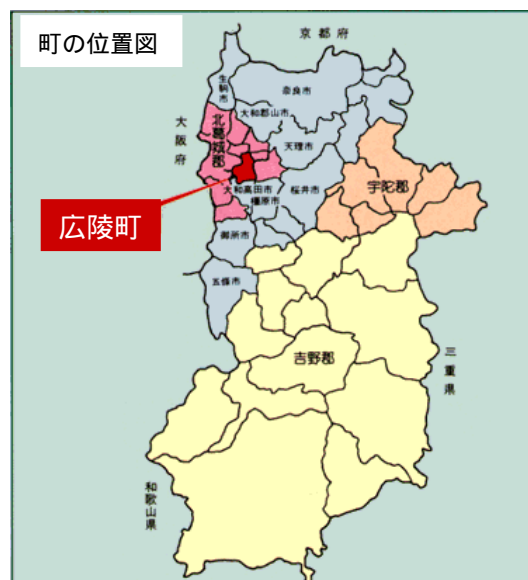 町の位置図
京都府
生駒市
奈良市
大和郡山市
大阪府
北葛城郡
天理市
宇陀郡
大和高田市
桜井市
橿原市
広陵町
御所市
五條市
吉野郡
三重県
和歌山県